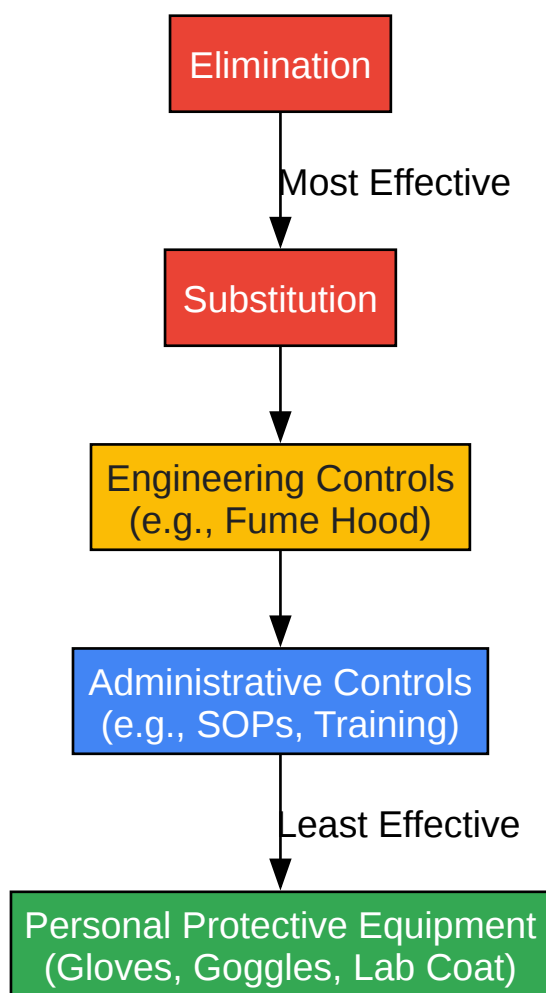 Elimination
Most Effective
Substitution
Engineering Controls
(e.g., Fume Hood)
Administrative Controls
(e.g., SOPs, Training)
Least Effective
Personal Protective Equipment
(Gloves, Goggles, Lab Coat)